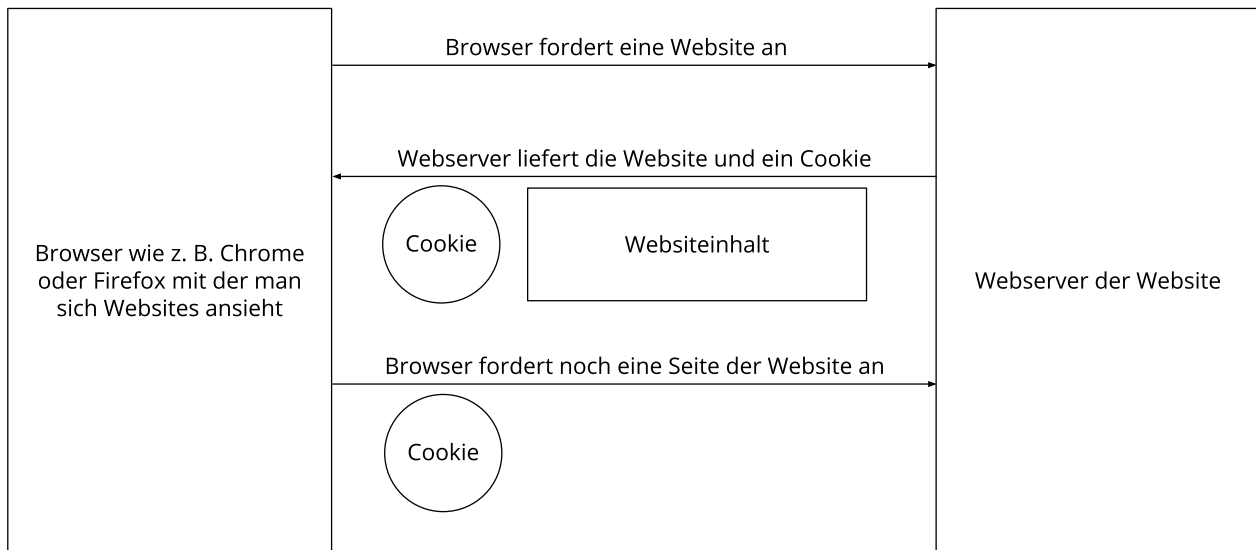 Browser fordert eine Website an
Webserver liefert die Website und ein Cookie
Cookie
Websiteinhalt
Browser wie z. B. Chrome
oder Firefox mit der man
sich Websites ansieht
Webserver der Website
Browser fordert noch eine Seite der Website an
Cookie